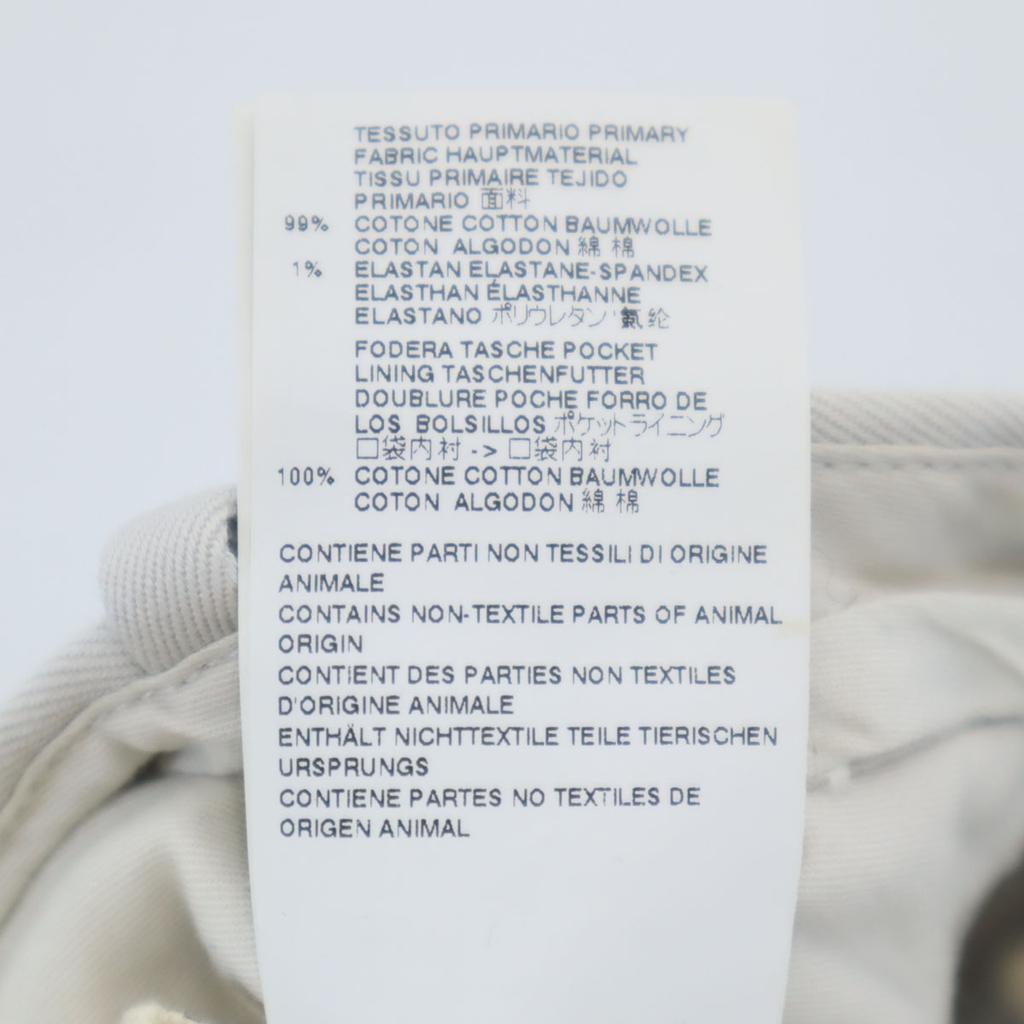 TESSUTO PRIMARIO PRIMARY
FABRIC HAUPTMATERIAL
TISSU PRIMAIRE TEJIDO
PRIMARIO 面料
99% COTONE COTTON BAUMWOLLE
COTON ALGODON 綿 棉
1% ELASTAN ELASTANE-SPANDEX
ELASTHAN ÉLASTHANNE
ELASTANO ポリウレタン 氨纶
FODERA TASCHE POCKET
LINING TASCHENFUTTER
DOUBLURE POCHE FORRO DE
LOS BOLSILLOS ポケットライニング
口袋内衬 -> 口袋内衬
100% COTONE COTTON BAUMWOLLE
COTON ALGODON 綿 棉
CONTIENE PARTI NON TESSILI DI ORIGINE
ANIMALE
CONTAINS NON-TEXTILE PARTS OF ANIMAL
ORIGIN
CONTIENT DES PARTIES NON TEXTILES
D'ORIGINE ANIMALE
ENTHÄLT NICHTTEXTILE TEILE TIERISCHEN
URSPRUNGS
CONTIENE PARTES NO TEXTILES DE
ORIGEN ANIMAL